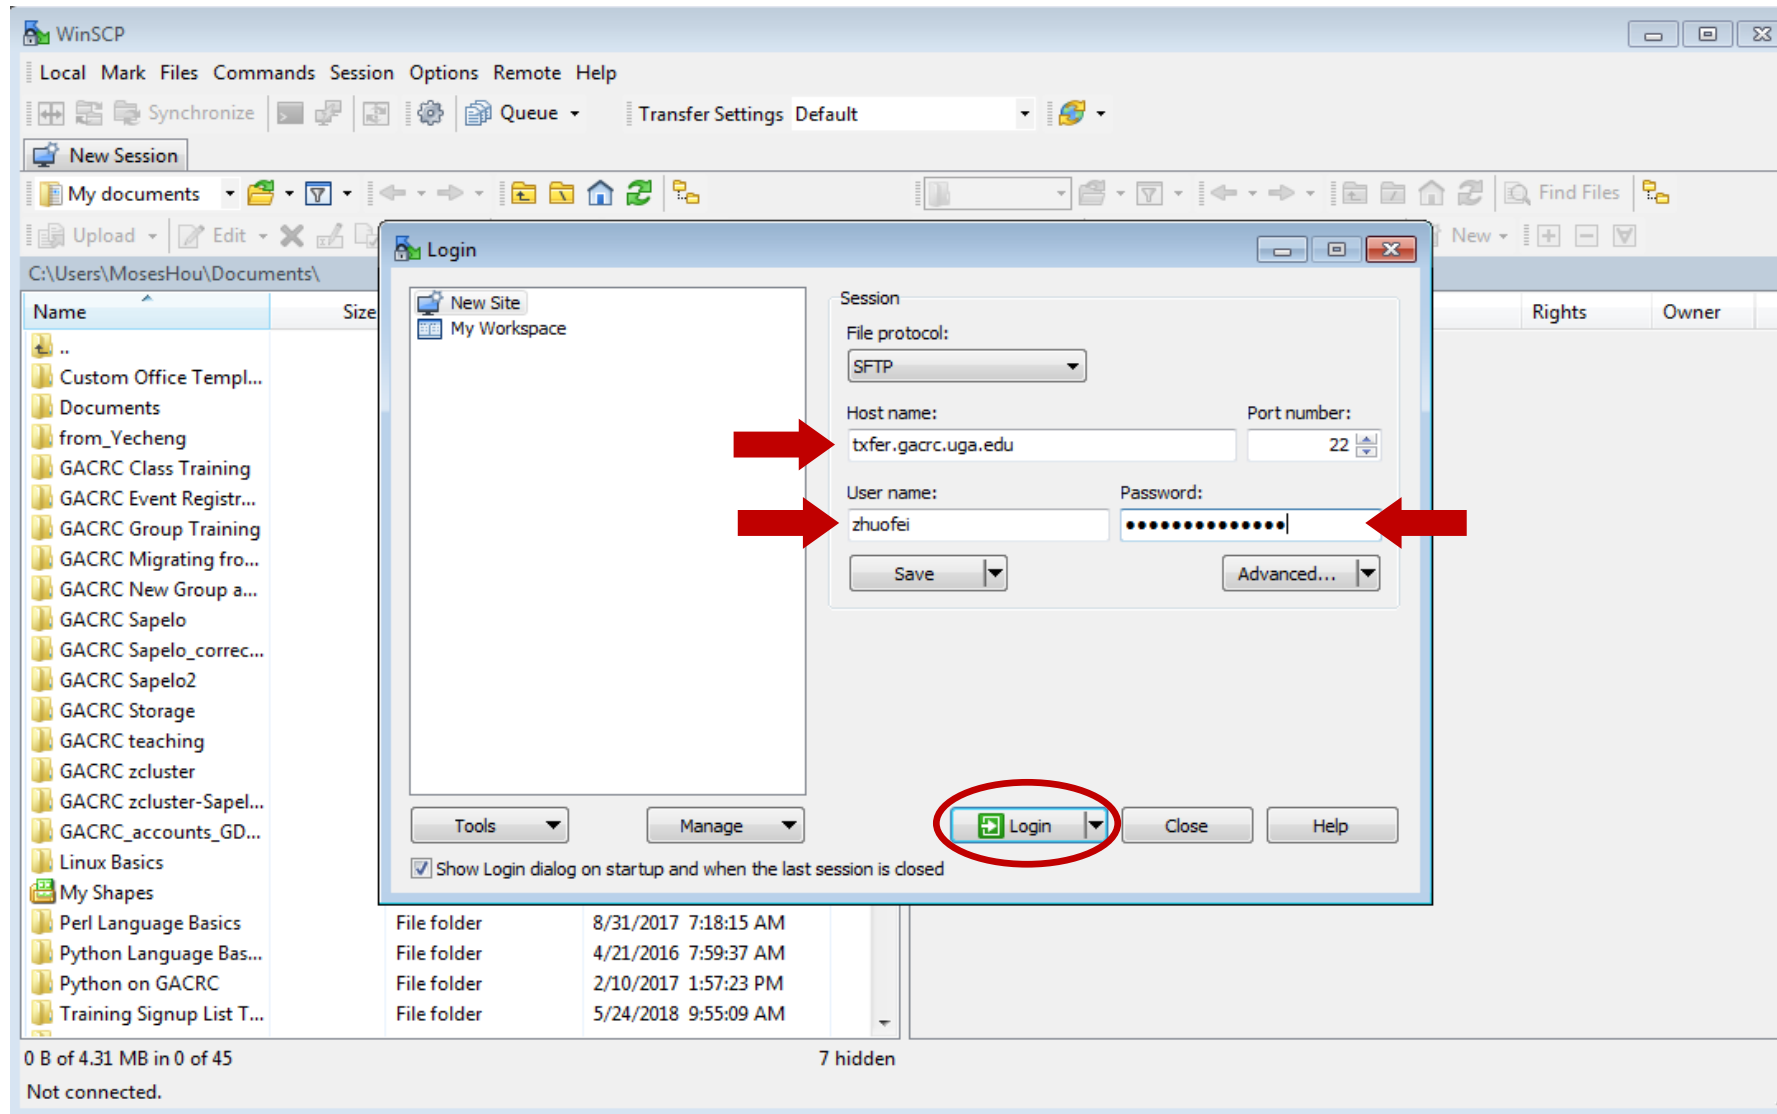 WinSCP
Local Mark Files Commands Session Options Remote Help
Synchronize Queue Transfer Settings Default
New Session
My documents Find Files
Upload Edit New
C:\Users\MosesHou\Documents\
Name Size Rights Owner
..
Custom Office Templ...
Documents
from_Yecheng
GACRC Class Training
GACRC Event Registr...
GACRC Group Training
GACRC Migrating fro...
GACRC New Group a...
GACRC Sapelo
GACRC Sapelo_correc...
GACRC Sapelo2
GACRC Storage
GACRC teaching
GACRC zcluster
GACRC zcluster-Sapel...
GACRC_accounts_GD...
Linux Basics
My Shapes
Perl Language Basics File folder 8/31/2017 7:18:15 AM
Python Language Bas... File folder 4/21/2016 7:59:37 AM
Python on GACRC File folder 2/10/2017 1:57:23 PM
Training Signup List T... File folder 5/24/2018 9:55:09 AM
Login
New Site
My Workspace
Session
File protocol:
SFTP
Host name: Port number:
txfer.gacrc.uga.edu 22
User name: Password:
zhuofei ••••••••••••••
Save Advanced...
Tools Manage Login Close Help
Show Login dialog on startup and when the last session is closed
0 B of 4.31 MB in 0 of 45 7 hidden
Not connected.